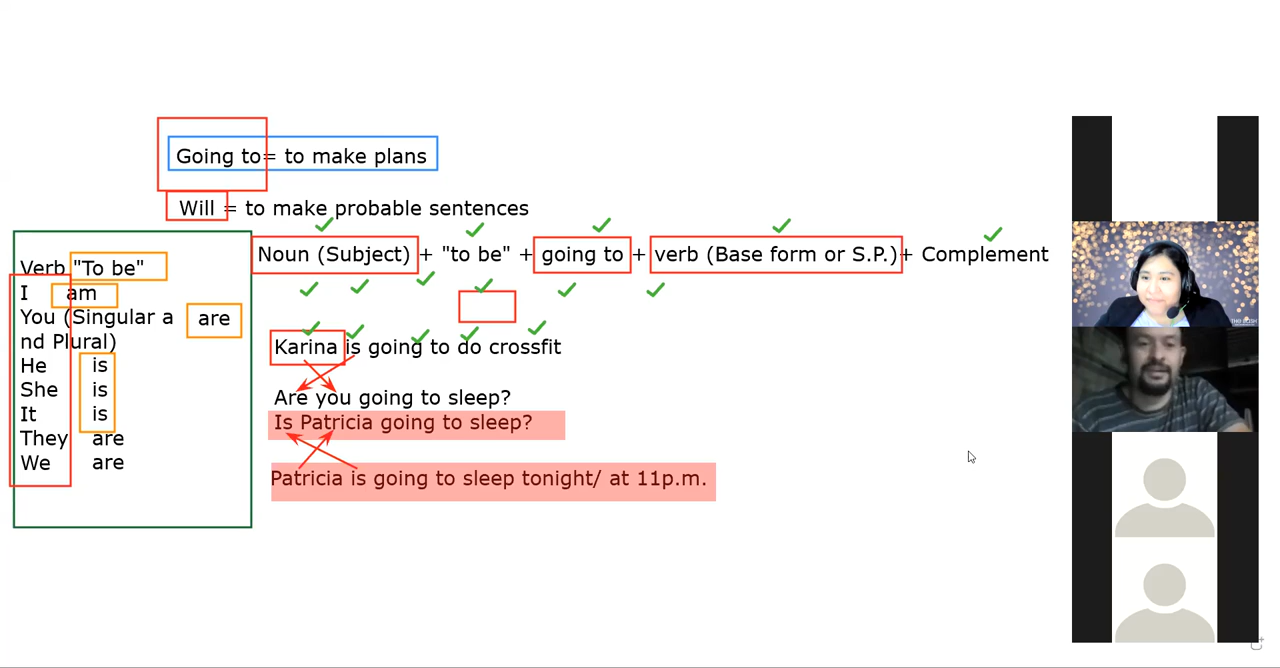 Going to= to make plans
Will = to make probable sentences
Noun (Subject) + "to be" + going to + verb (Base form or S.P.)+ Complement
Verb "To be"
I am
You (Singular a are
nd Plural)
He is
She is
It is
They are
We are
Karina is going to do crossfit
Are you going to sleep?
Is Patricia going to sleep?
Patricia is going to sleep tonight/ at 11p.m.